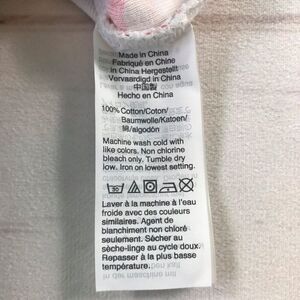 Made in China
Fabriqué en Chine
in China Hergestellt
Vervaardigd in China
中国製
Hecho en China
100% Cotton/Coton/
Baumwolle/Katoen/
綿/algodón
Machine wash cold with
like colors. Non chlorine
bleach only. Tumble dry
low. Iron on lowest setting.
30
Laver à la machine à l'eau
froide avec des couleurs
similaires. Agent de
blanchiment non chloré
seulement. Sécher au
sèche-linge au cycle doux.
Repasser à la plus basse
température.